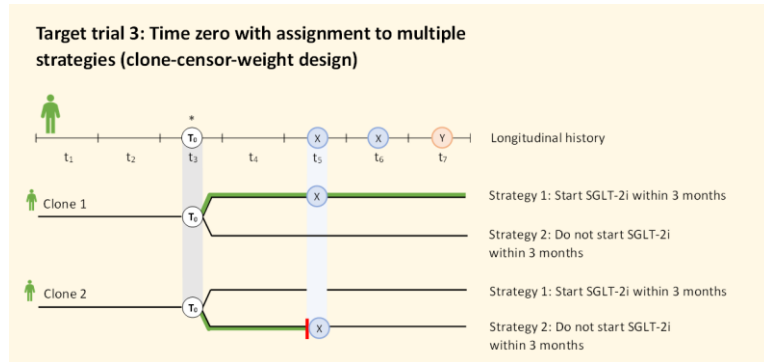 Target trial 3: Time zero with assignment to multiple
strategies (clone-censor-weight design)
*
T₀ X X Y Longitudinal history
t₁ t₂ t₃ t₄ t₅ t₆ t₇
Clone 1
T₀
X
Strategy 1: Start SGLT-2i within 3 months
Strategy 2: Do not start SGLT-2i
within 3 months
Clone 2
T₀
Strategy 1: Start SGLT-2i within 3 months
X
Strategy 2: Do not start SGLT-2i
within 3 months